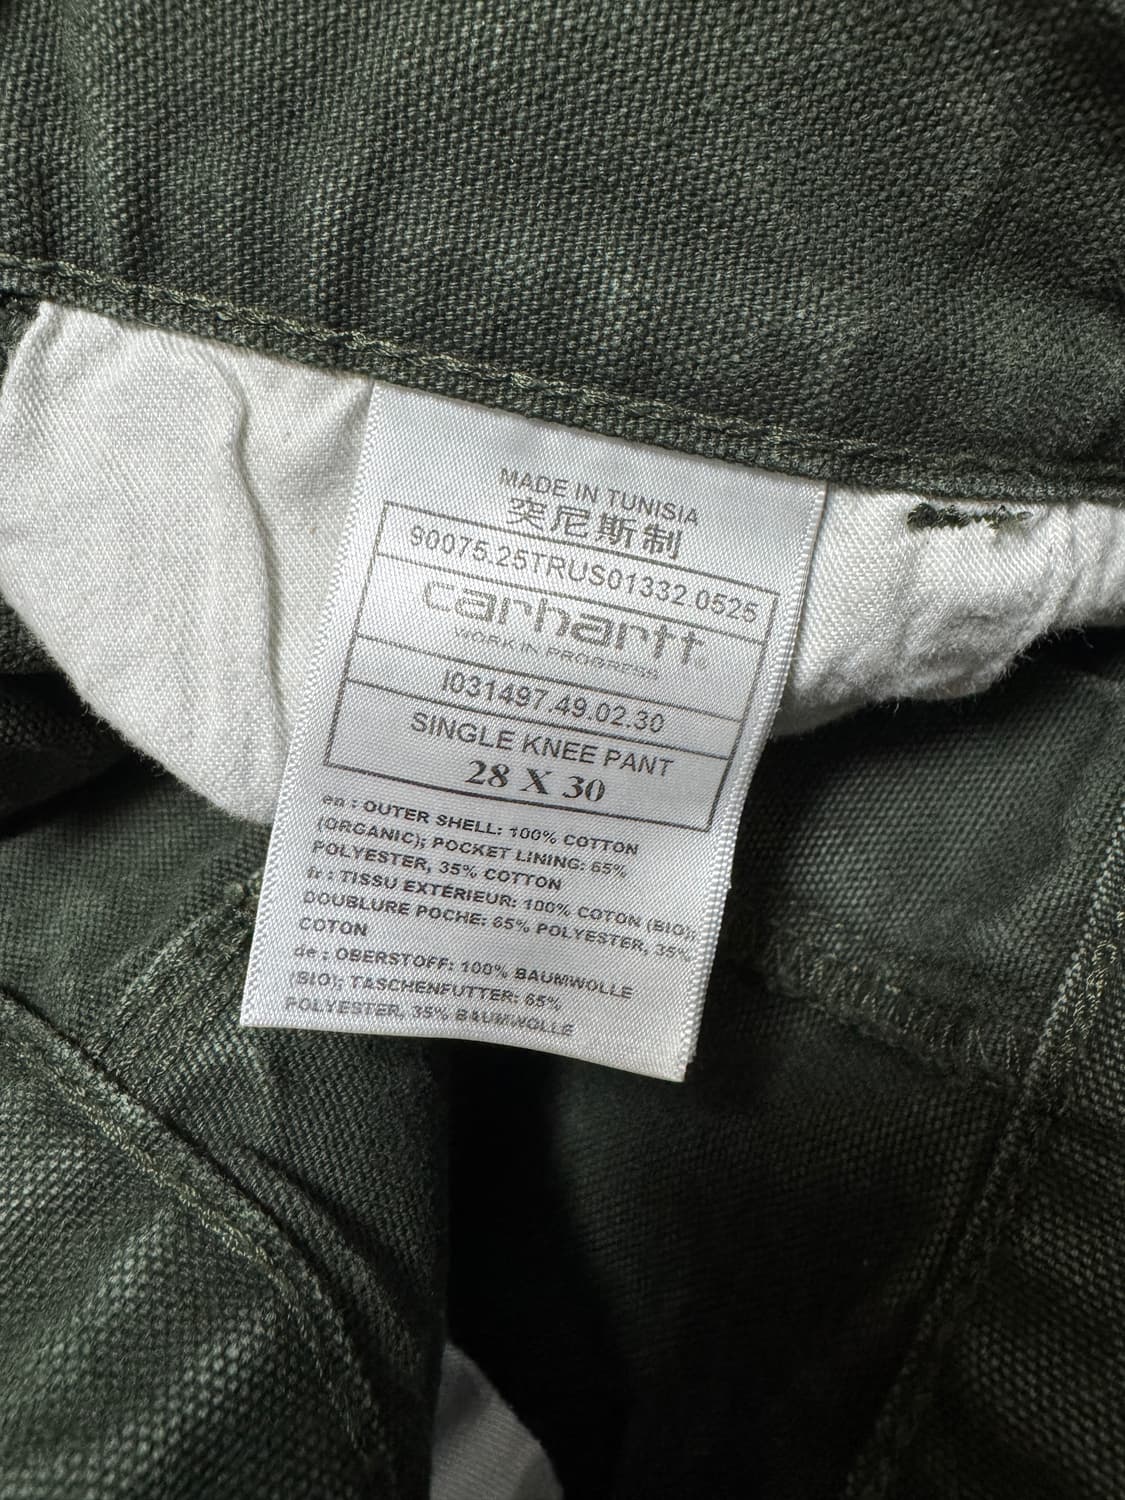 MADE IN TUNISIA
突尼斯制
90075.25TRUS01332.0525
carhartt®
WORK IN PROGRESS
I031497.49.02.30
SINGLE KNEE PANT
28 X 30
en : OUTER SHELL: 100% COTTON
(ORGANIC); POCKET LINING: 65%
POLYESTER, 35% COTTON
fr : TISSU EXTÉRIEUR: 100% COTON (BIO);
DOUBLURE POCHE: 65% POLYESTER, 35%
COTON
de : OBERSTOFF: 100% BAUMWOLLE
(BIO); TASCHENFUTTER: 65%
POLYESTER, 35% BAUMWOLLE